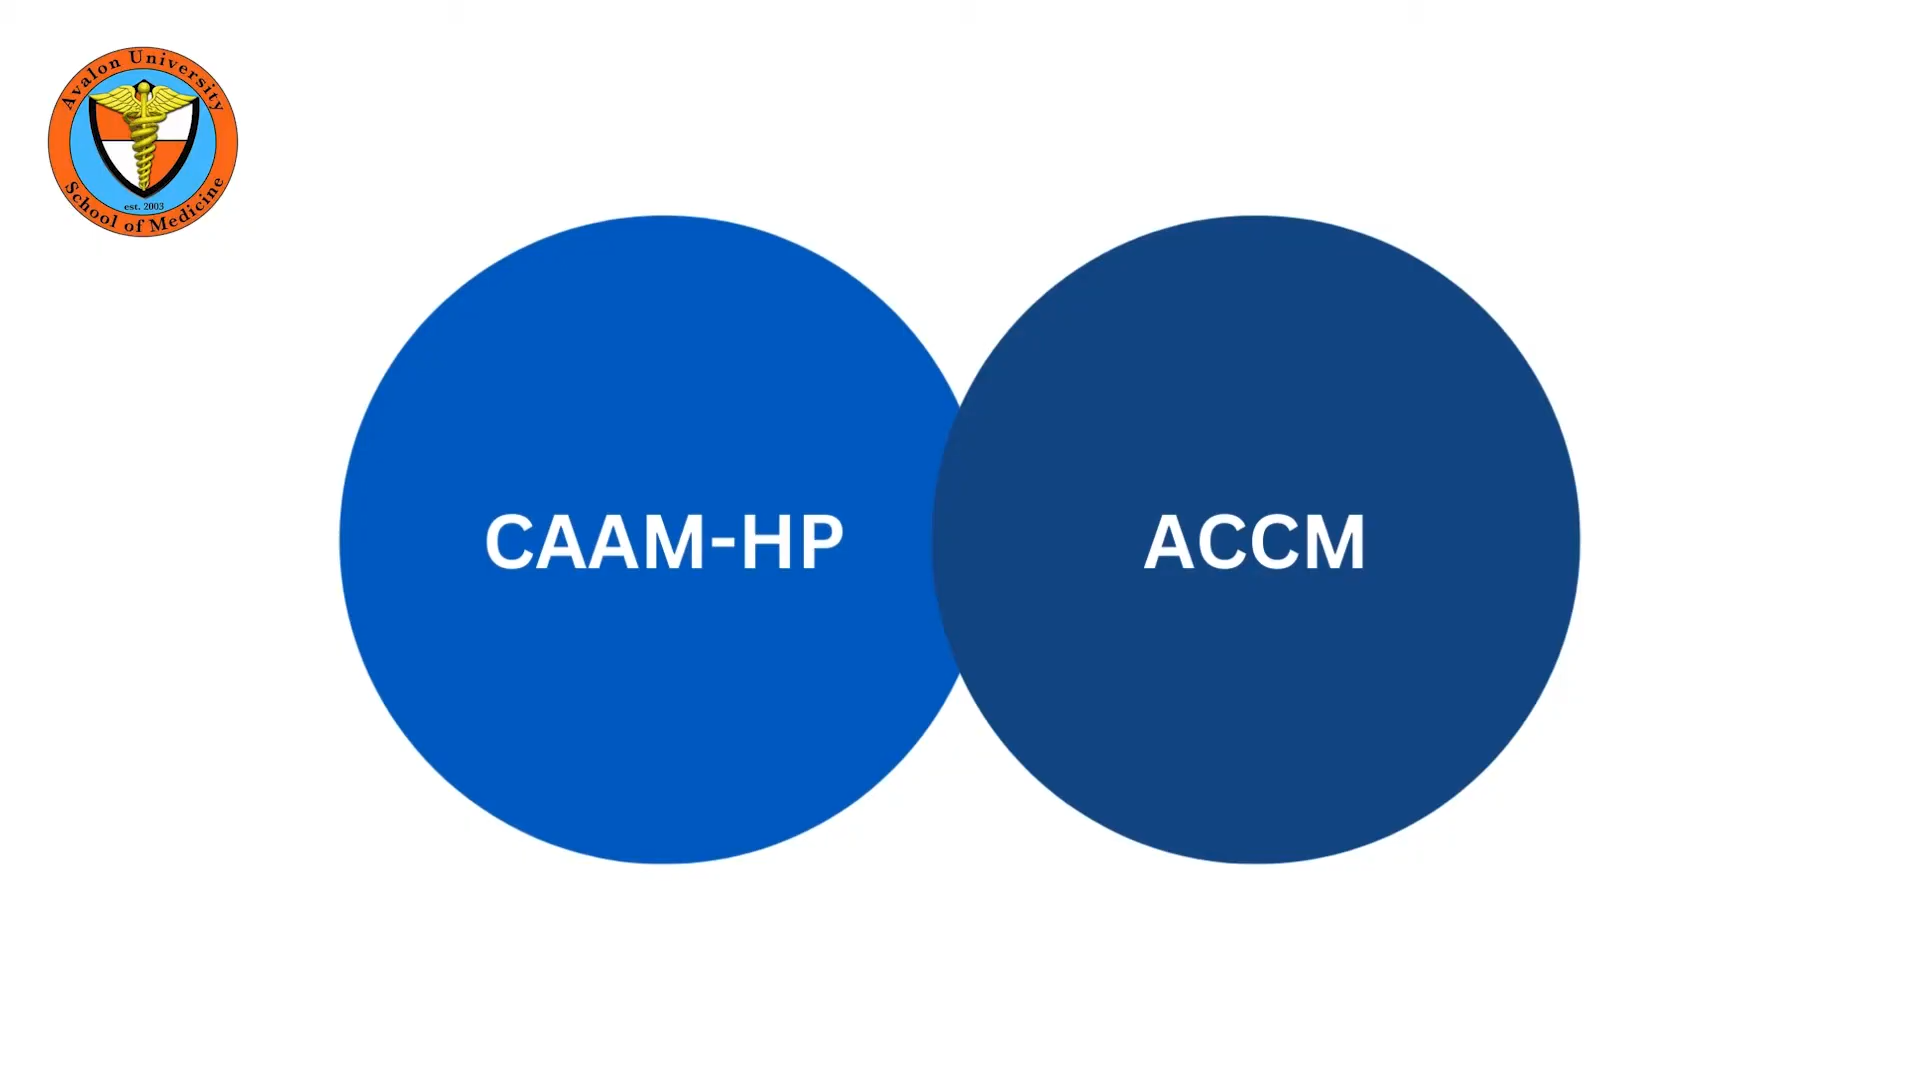 Avalon University
est. 2003
School of Medicine
CAAM-HP
ACCM